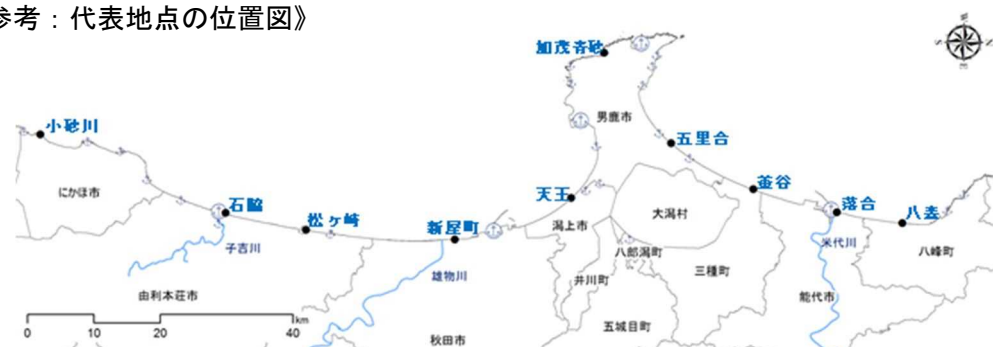 参考：代表地点の位置図》
加茂青砂
小砂川
男鹿市
五里合
にかほ市
釜谷
天王
石脇
大潟村
落合
松ヶ崎
新屋町
潟上市
八森
子吉川
八郎潟町
米代川
八峰町
雄物川
井川町
三種町
由利本荘市
能代市
五城目町
秋田市
km
0 10 20 40